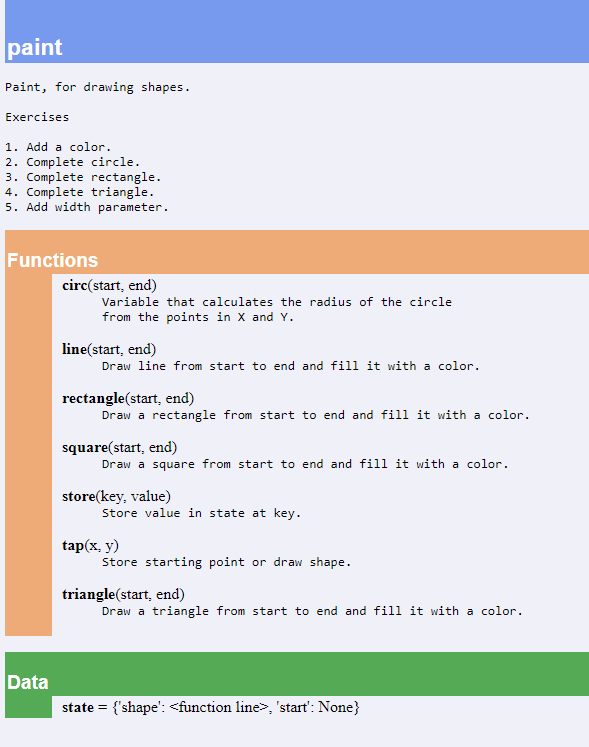 paint
Paint, for drawing shapes.
Exercises
1. Add a color.
2. Complete circle.
3. Complete rectangle.
4. Complete triangle.
5. Add width parameter.
Functions
circ(start, end)
Variable that calculates the radius of the circle
from the points in X and Y.
line(start, end)
Draw line from start to end and fill it with a color.
rectangle(start, end)
Draw a rectangle from start to end and fill it with a color.
square(start, end)
Draw a square from start to end and fill it with a color.
store(key, value)
Store value in state at key.
tap(x, y)
Store starting point or draw shape.
triangle(start, end)
Draw a triangle from start to end and fill it with a color.
Data
state = {'shape': <function line>, 'start': None}